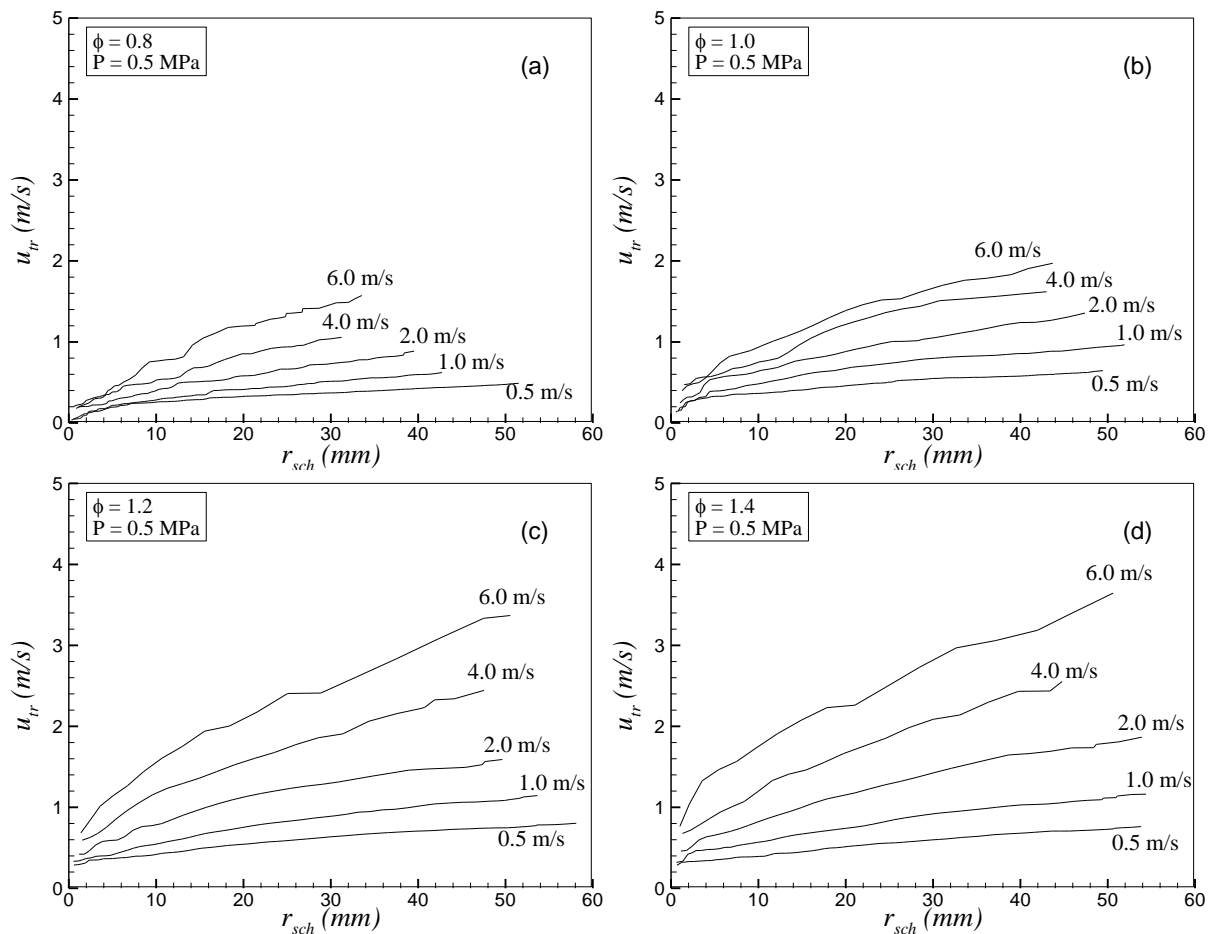 ϕ = 0.8
P = 0.5 MPa
(a)
5
4
3
2
1
0
u_tr (m/s)
6.0 m/s
4.0 m/s
2.0 m/s
1.0 m/s
0.5 m/s
0 10 20 30 40 50 60
r_sch (mm)
ϕ = 1.0
P = 0.5 MPa
(b)
5
4
3
2
1
0
u_tr (m/s)
6.0 m/s
4.0 m/s
2.0 m/s
1.0 m/s
0.5 m/s
0 10 20 30 40 50 60
r_sch (mm)
ϕ = 1.2
P = 0.5 MPa
(c)
5
4
3
2
1
0
u_tr (m/s)
6.0 m/s
4.0 m/s
2.0 m/s
1.0 m/s
0.5 m/s
0 10 20 30 40 50 60
r_sch (mm)
ϕ = 1.4
P = 0.5 MPa
(d)
5
4
3
2
1
0
u_tr (m/s)
6.0 m/s
4.0 m/s
2.0 m/s
1.0 m/s
0.5 m/s
0 10 20 30 40 50 60
r_sch (mm)